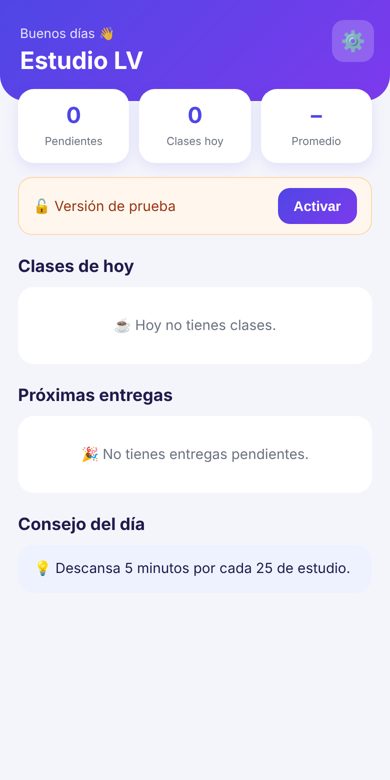 Buenos días 👋
Estudio LV
⚙️
0
Pendientes
0
Clases hoy
–
Promedio
🔓 Versión de prueba
Activar
Clases de hoy
☕ Hoy no tienes clases.
Próximas entregas
🎉 No tienes entregas pendientes.
Consejo del día
💡 Descansa 5 minutos por cada 25 de estudio.